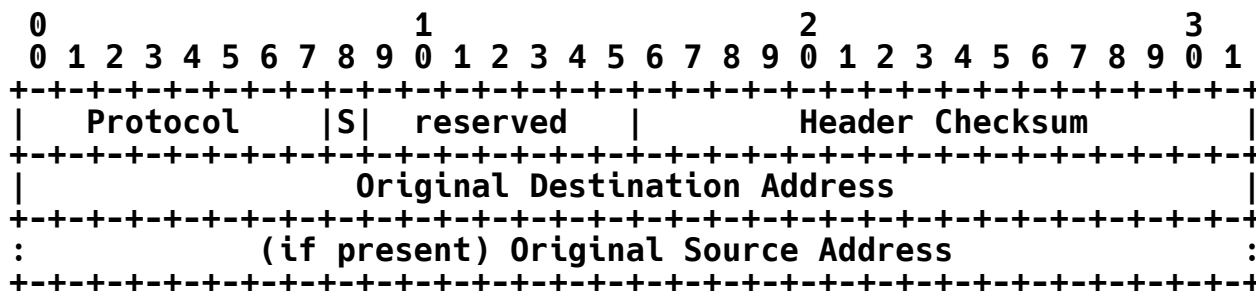 0                   1                   2                   3
 0 1 2 3 4 5 6 7 8 9 0 1 2 3 4 5 6 7 8 9 0 1 2 3 4 5 6 7 8 9 0 1
+-+-+-+-+-+-+-+-+-+-+-+-+-+-+-+-+-+-+-+-+-+-+-+-+-+-+-+-+-+-+-+-+
|   Protocol    |S|  reserved   |        Header Checksum        |
+-+-+-+-+-+-+-+-+-+-+-+-+-+-+-+-+-+-+-+-+-+-+-+-+-+-+-+-+-+-+-+-+
|                 Original Destination Address                  |
+-+-+-+-+-+-+-+-+-+-+-+-+-+-+-+-+-+-+-+-+-+-+-+-+-+-+-+-+-+-+-+-+
:            (if present) Original Source Address               :
+-+-+-+-+-+-+-+-+-+-+-+-+-+-+-+-+-+-+-+-+-+-+-+-+-+-+-+-+-+-+-+-+